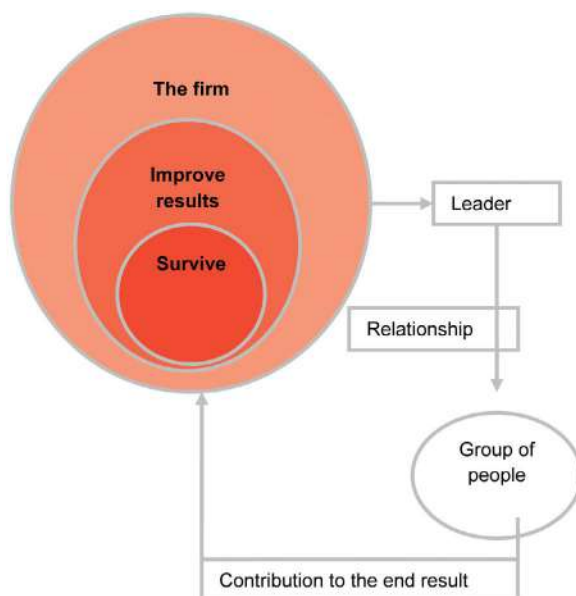 The firm
Improve
results
Survive
Leader
Relationship
Group of
people
Contribution to the end result